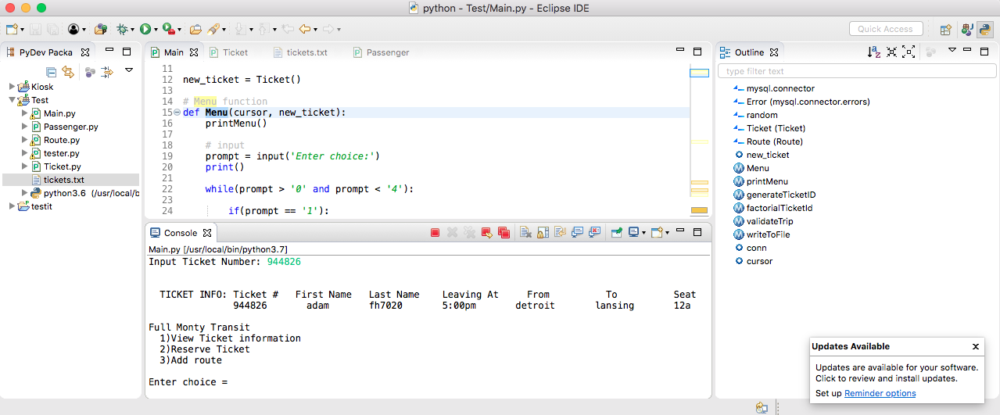 python - Test/Main.py - Eclipse IDE
Quick Access
PyDev Packa
Kiosk
Test
Main.py
Passenger.py
Route.py
tester.py
Ticket.py
tickets.txt
python3.6 (/usr/local/b
testit
Main Ticket tickets.txt Passenger
11
12 new_ticket = Ticket()
13
14 # Menu function
15 def Menu(cursor, new_ticket):
16 printMenu()
17
18 # input
19 prompt = input('Enter choice:')
20 print()
21
22 while(prompt > '0' and prompt < '4'):
23
24 if(prompt == '1'):
Console
Main.py [/usr/local/bin/python3.7]
Input Ticket Number: 944826
TICKET INFO: Ticket # First Name Last Name Leaving At From To Seat
944826 adam fh7020 5:00pm detroit lansing 12a
Full Monty Transit
1)View Ticket information
2)Reserve Ticket
3)Add route
Enter choice =
Outline
type filter text
mysql.connector
Error (mysql.connector.errors)
random
Ticket (Ticket)
Route (Route)
new_ticket
Menu
printMenu
generateTicketID
factorialTicketId
validateTrip
writeToFile
conn
cursor
Updates Available
Updates are available for your software.
Click to review and install updates.
Set up Reminder options